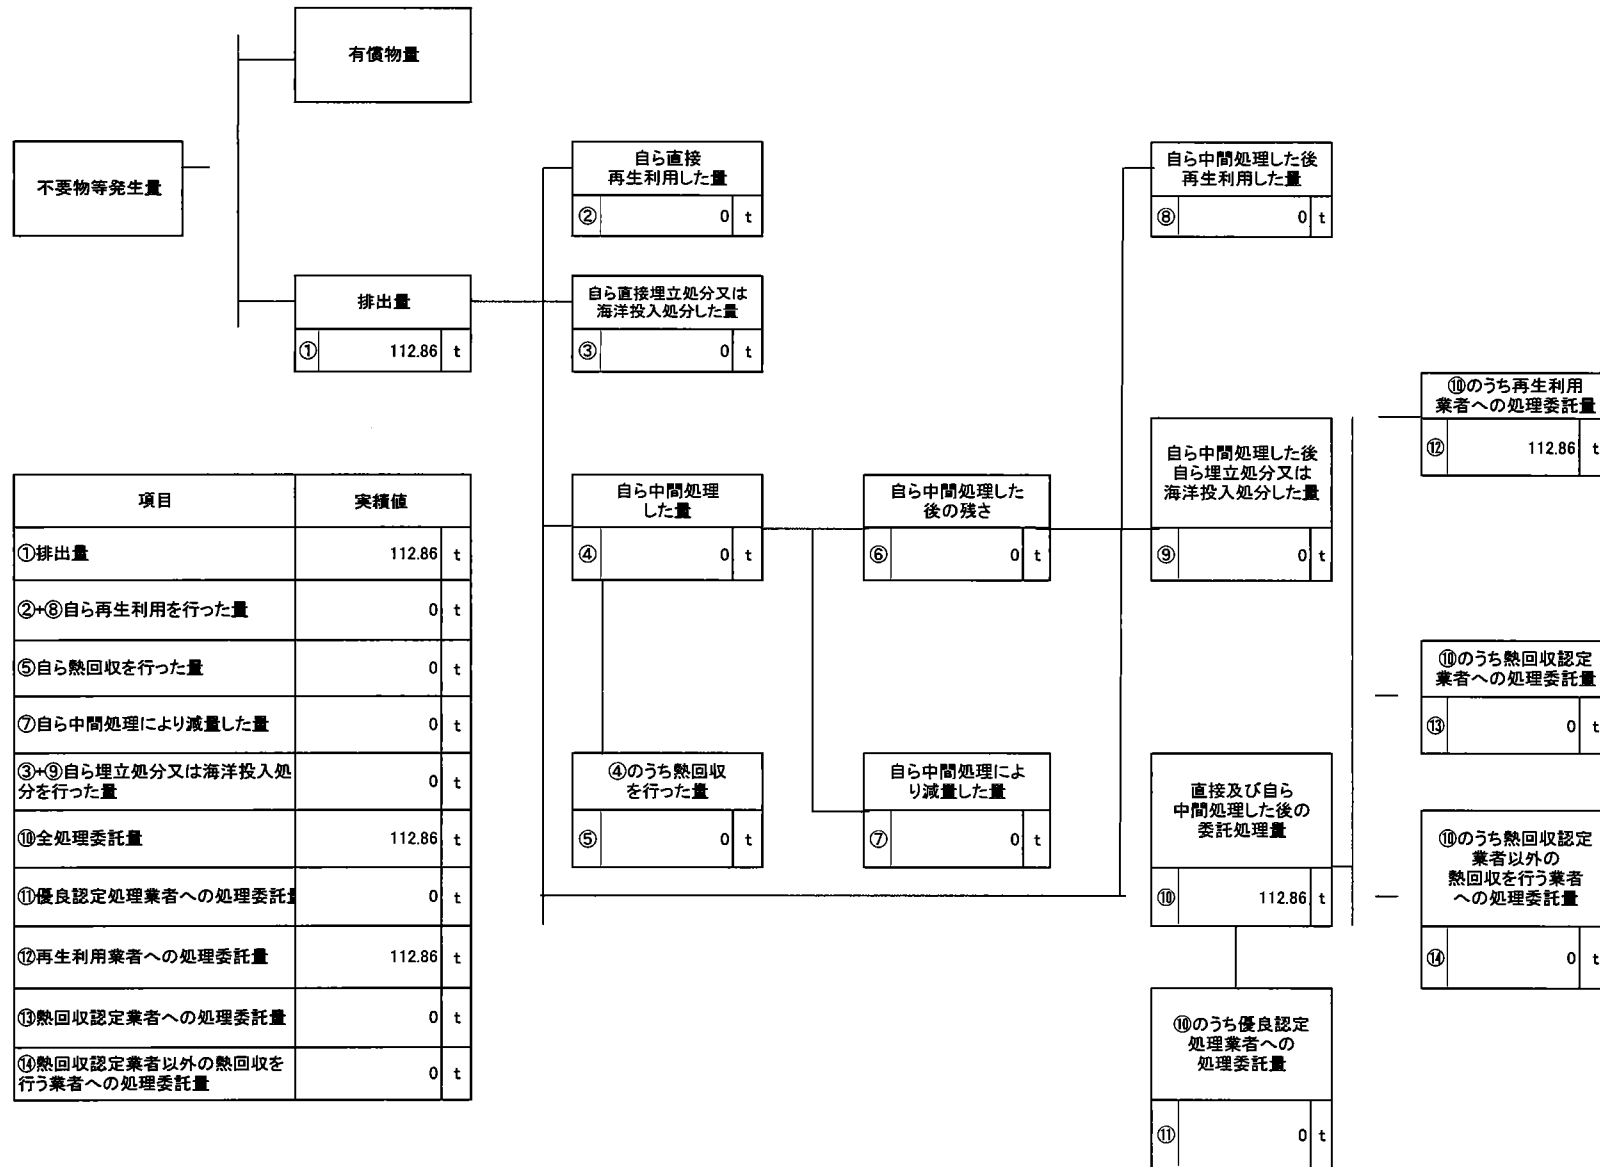 有償物量
不要物等発生量
自ら直接
再生利用した量
② 0 t
自ら中間処理した後
再生利用した量
⑧ 0 t
排出量
① 112.86 t
自ら直接埋立処分又は
海洋投入処分した量
③ 0 t
⑩のうち再生利用
業者への処理委託量
⑫ 112.86 t
自ら中間処理した後
自ら埋立処分又は
海洋投入処分した量
⑨ 0 t
自ら中間処理
した量
④ 0 t
自ら中間処理した
後の残さ
⑥ 0 t
項目 実績値
①排出量 112.86 t
②+⑧自ら再生利用を行った量 0 t
⑤自ら熱回収を行った量 0 t
⑦自ら中間処理により減量した量 0 t
③+⑨自ら埋立処分又は海洋投入処
分を行った量 0 t
⑩全処理委託量 112.86 t
⑪優良認定処理業者への処理委託量 0 t
⑫再生利用業者への処理委託量 112.86 t
⑬熱回収認定業者への処理委託量 0 t
⑭熱回収認定業者以外の熱回収を
行う業者への処理委託量 0 t
④のうち熱回収
を行った量
⑤ 0 t
自ら中間処理によ
り減量した量
⑦ 0 t
直接及び自ら
中間処理した後の
委託処理量
⑩ 112.86 t
⑩のうち熱回収認定
業者への処理委託量
⑬ 0 t
⑩のうち熱回収認定
業者以外の
熱回収を行う業者
への処理委託量
⑭ 0 t
⑩のうち優良認定
処理業者への
処理委託量
⑪ 0 t